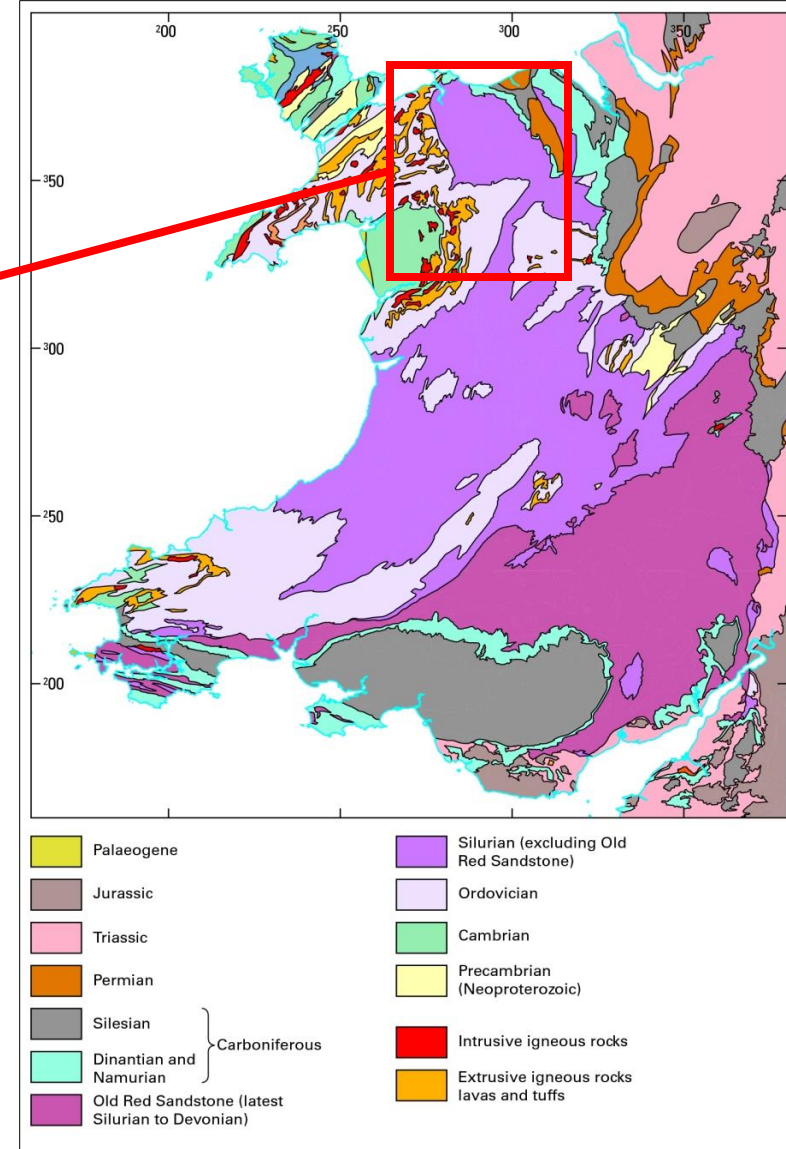 200 250 300 350
350
300
250
200
Palaeogene
Jurassic
Triassic
Permian
Silesian
Carboniferous
Dinantian and
Namurian
Old Red Sandstone (latest
Silurian to Devonian)
Silurian (excluding Old
Red Sandstone)
Ordovician
Cambrian
Precambrian
(Neoproterozoic)
Intrusive igneous rocks
Extrusive igneous rocks
lavas and tuffs